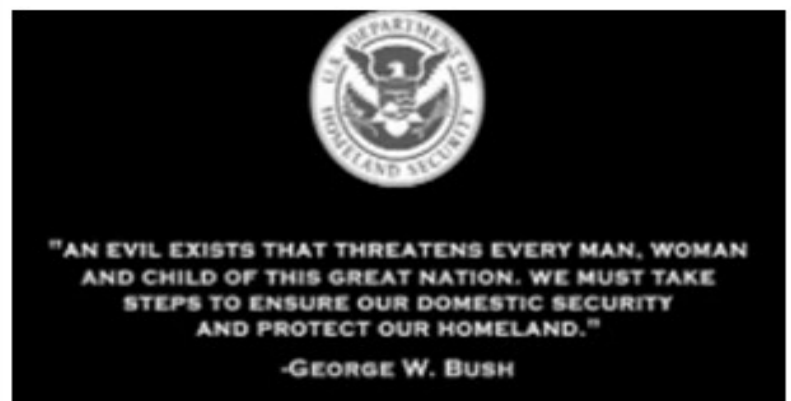 U.S. DEPARTMENT OF
HOMELAND SECURITY
"AN EVIL EXISTS THAT THREATENS EVERY MAN, WOMAN
AND CHILD OF THIS GREAT NATION. WE MUST TAKE
STEPS TO ENSURE OUR DOMESTIC SECURITY
AND PROTECT OUR HOMELAND."
-GEORGE W. BUSH